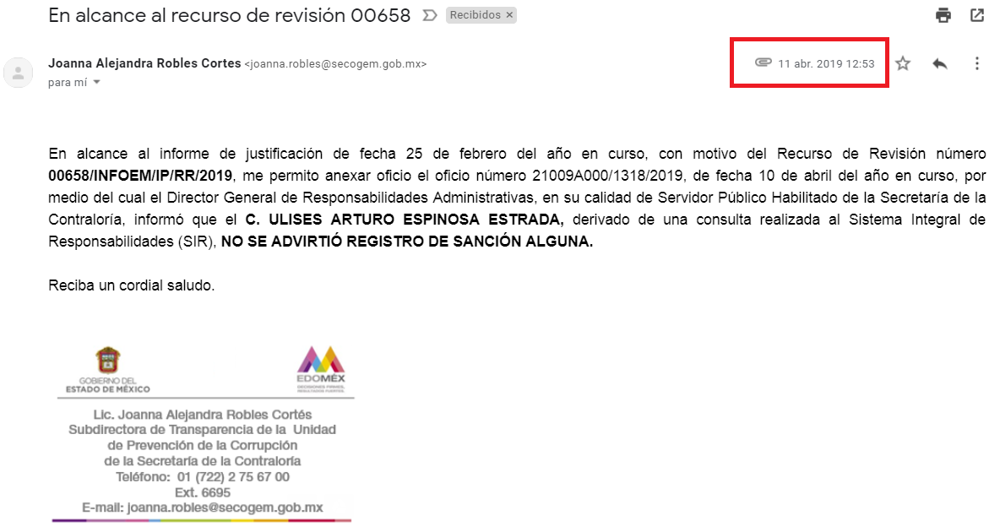 En alcance al recurso de revisión 00658 Recibidos ×
Joanna Alejandra Robles Cortes <joanna.robles@secogem.gob.mx> 11 abr. 2019 12:53
para mí
En alcance al informe de justificación de fecha 25 de febrero del año en curso, con motivo del Recurso de Revisión número
00658/INFOEM/IP/RR/2019, me permito anexar oficio el oficio número 21009A000/1318/2019, de fecha 10 de abril del año en curso, por
medio del cual el Director General de Responsabilidades Administrativas, en su calidad de Servidor Público Habilitado de la Secretaría de la
Contraloría, informó que el C. ULISES ARTURO ESPINOSA ESTRADA, derivado de una consulta realizada al Sistema Integral de
Responsabilidades (SIR), NO SE ADVIRTIÓ REGISTRO DE SANCIÓN ALGUNA.
Reciba un cordial saludo.
GOBIERNO DEL
ESTADO DE MÉXICO
EDOMÉX
DECISIONES FIRMES,
RESULTADOS FUERTES.
Lic. Joanna Alejandra Robles Cortés
Subdirectora de Transparencia de la Unidad
de Prevención de la Corrupción
de la Secretaría de la Contraloría
Teléfono: 01 (722) 2 75 67 00
Ext. 6695
E-mail: joanna.robles@secogem.gob.mx